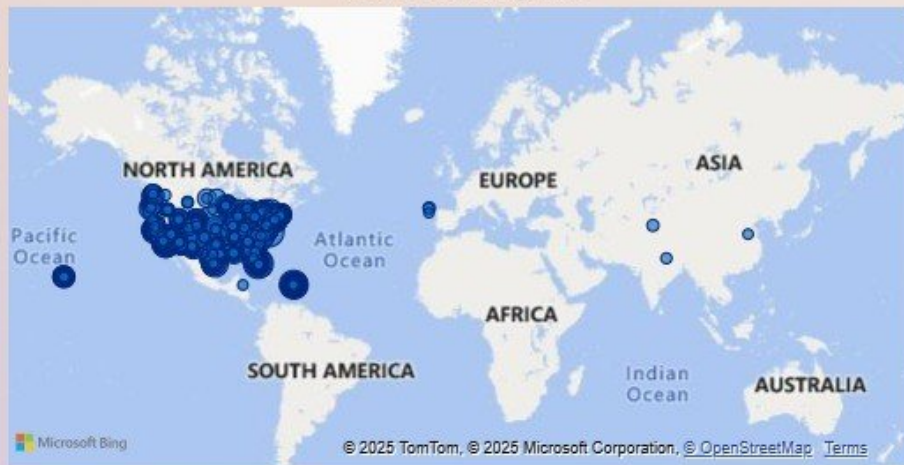 NORTH AMERICA
ASIA
EUROPE
Pacific
Ocean
Atlantic
Ocean
AFRICA
SOUTH AMERICA
Indian
Ocean
AUSTRALIA
Microsoft Bing
© 2025 TomTom, © 2025 Microsoft Corporation, © OpenStreetMap Terms